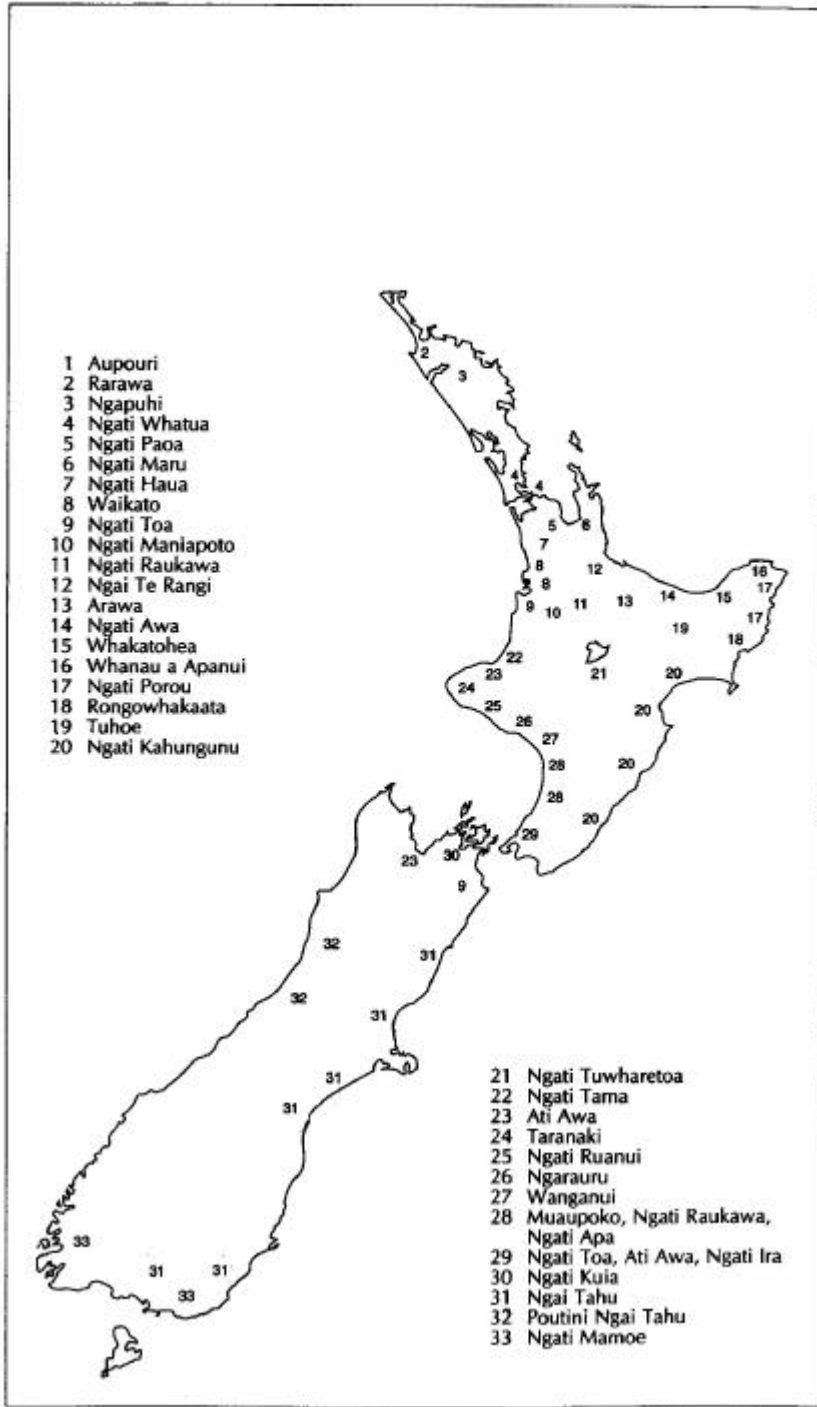 1 Aupouri
2 Rarawa
3 Ngapuhi
4 Ngati Whatua
5 Ngati Paoa
6 Ngati Maru
7 Ngati Haua
8 Waikato
9 Ngati Toa
10 Ngati Maniapoto
11 Ngati Raukawa
12 Ngai Te Rangi
13 Arawa
14 Ngati Awa
15 Whakatohea
16 Whanau a Apanui
17 Ngati Porou
18 Rongowhakaata
19 Tuhoe
20 Ngati Kahungunu
1
2
3
4
4
5
6
7
8
12
16
8
17
9
10
11
13
14
15
17
19
18
22
23
21
20
24
25
20
26
27
28
20
28
20
29
23
30
9
32
31
32
31
31
31
33
31
31
33
21 Ngati Tuwharetoa
22 Ngati Tama
23 Ati Awa
24 Taranaki
25 Ngati Ruanui
26 Ngarauru
27 Wanganui
28 Muaupoko, Ngati Raukawa,
Ngati Apa
29 Ngati Toa, Ati Awa, Ngati Ira
30 Ngati Kuia
31 Ngai Tahu
32 Poutini Ngai Tahu
33 Ngati Mamoe